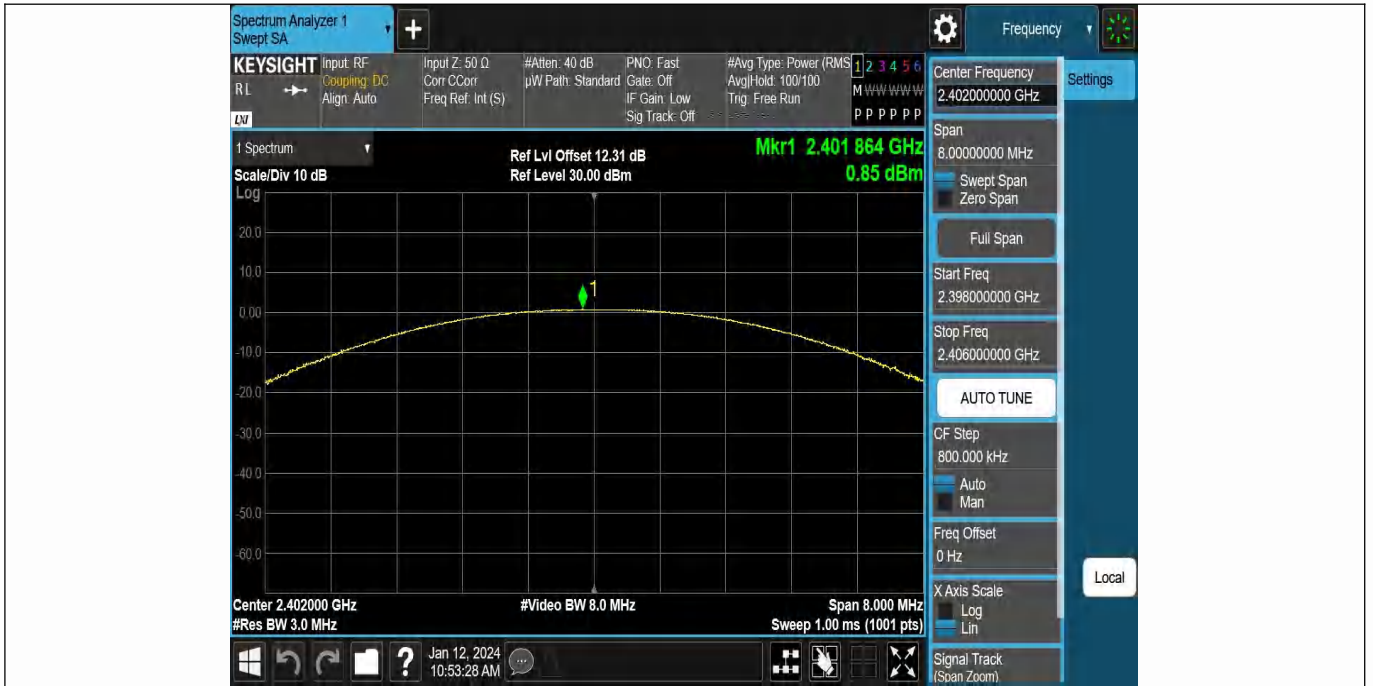 Spectrum Analyzer 1
Swept SA
+
Frequency
KEYSIGHT
R L
LXI
Input: RF
Coupling: DC
Align: Auto
Input Z: 50 Ω
Corr CCorr
Freq Ref: Int (S)
#Atten: 40 dB
µW Path: Standard
PNO: Fast
Gate: Off
IF Gain: Low
Sig Track: Off
#Avg Type: Power (RMS
Avg|Hold: 100/100
Trig: Free Run
1 2 3 4 5 6
M W W W W W
P P P P P P
Center Frequency
2.402000000 GHz
Settings
Span
8.00000000 MHz
Swept Span
Zero Span
Full Span
Start Freq
2.398000000 GHz
Stop Freq
2.406000000 GHz
AUTO TUNE
CF Step
800.000 kHz
Auto
Man
Freq Offset
0 Hz
X Axis Scale
Log
Lin
Signal Track
(Span Zoom)
Local
1 Spectrum
Scale/Div 10 dB
Ref Lvl Offset 12.31 dB
Ref Level 30.00 dBm
Mkr1 2.401 864 GHz
0.85 dBm
Log
20.0
10.0
0.00
-10.0
-20.0
-30.0
-40.0
-50.0
-60.0
1
Center 2.402000 GHz
#Res BW 3.0 MHz
#Video BW 8.0 MHz
Span 8.000 MHz
Sweep 1.00 ms (1001 pts)
?
Jan 12, 2024
10:53:28 AM